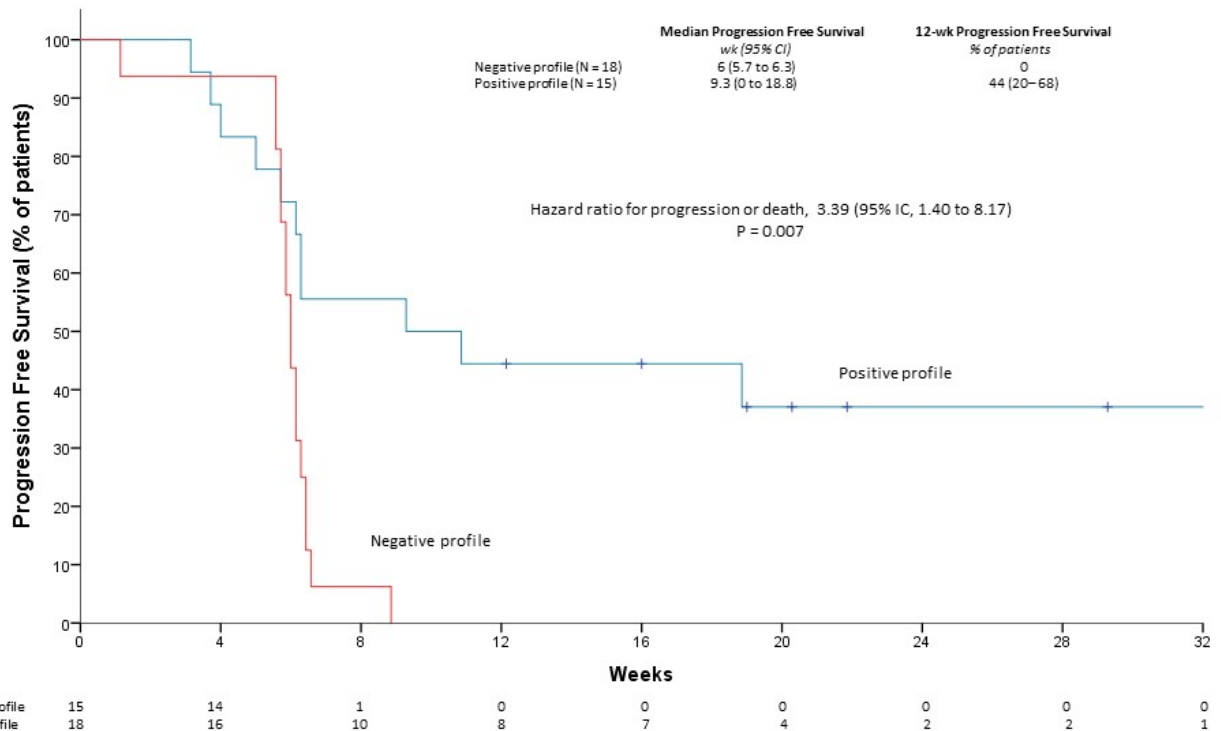 Median Progression Free Survival 12-wk Progression Free Survival
wk (95% CI) % of patients
Negative profile (N = 18) 6 (5.7 to 6.3) 0
Positive profile (N = 15) 9.3 (0 to 18.8) 44 (20–68)
Hazard ratio for progression or death, 3.39 (95% IC, 1.40 to 8.17)
P = 0.007
Progression Free Survival (% of patients)
100
90
80
70
60
50
40
30
20
10
0
Positive profile
Negative profile
0 4 8 12 16 20 24 28 32
Weeks
ofile 15 14 1 0 0 0 0 0 0
file 18 16 10 8 7 4 2 2 1